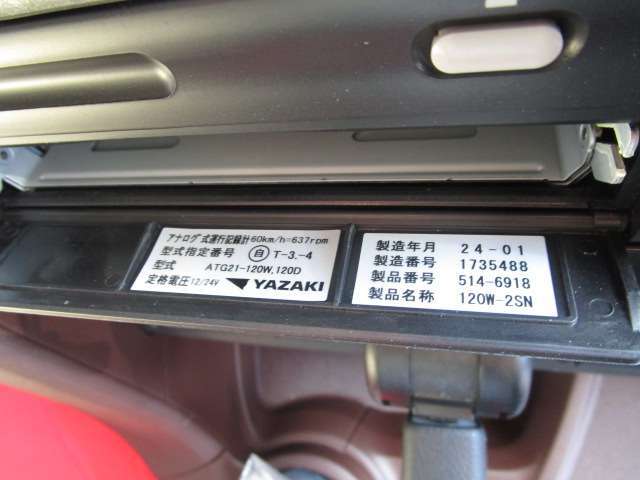 アナログ式運行記録計 60km/h=637rpm
型式指定番号 自 T-3.-4
型式 ATG21-120W,120D
定格電圧 12/24V YAZAKI
製造年月 24-01
製造番号 1735488
製品番号 514-6918
製品名称 120W-2SN